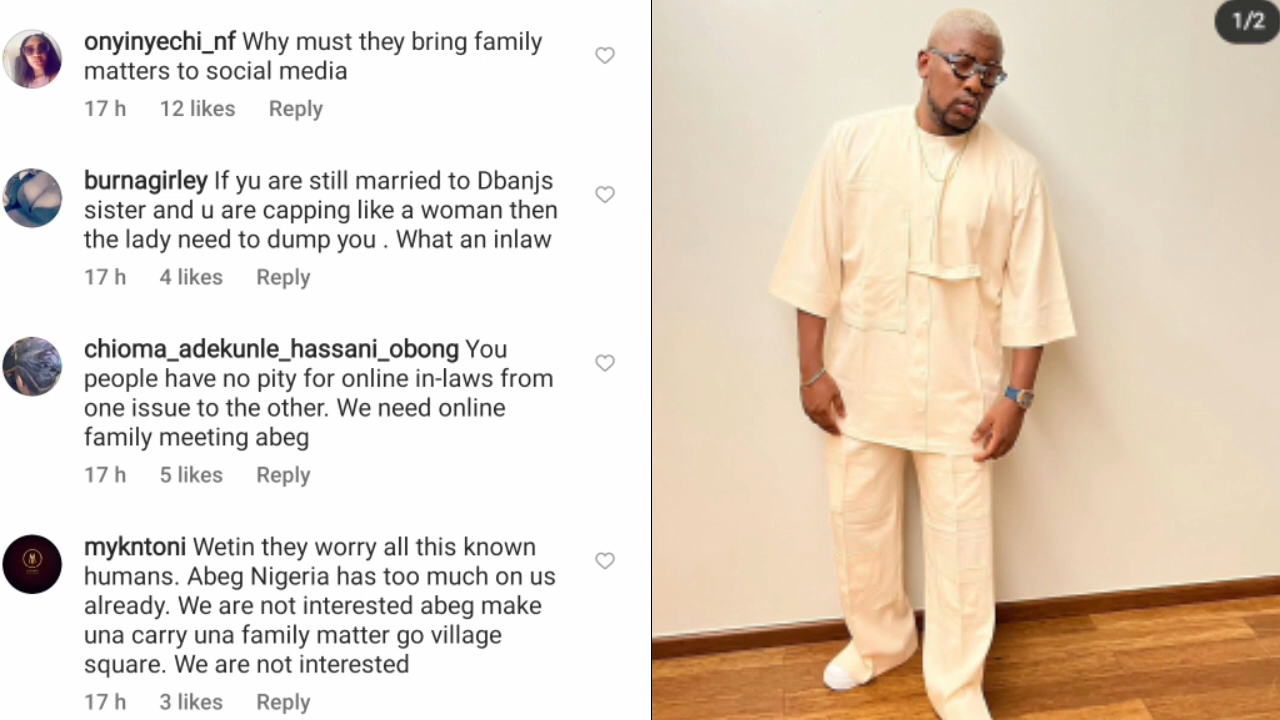 onyinyechi_nf Why must they bring family
matters to social media
17 h 12 likes Reply
burnagirley If yu are still married to Dbanjs
sister and u are capping like a woman then
the lady need to dump you . What an inlaw
17 h 4 likes Reply
chioma_adekunle_hassani_obong You
people have no pity for online in-laws from
one issue to the other. We need online
family meeting abeg
17 h 5 likes Reply
mykntoni Wetin they worry all this known
humans. Abeg Nigeria has too much on us
already. We are not interested abeg make
una carry una family matter go village
square. We are not interested
17 h 3 likes Reply
1/2